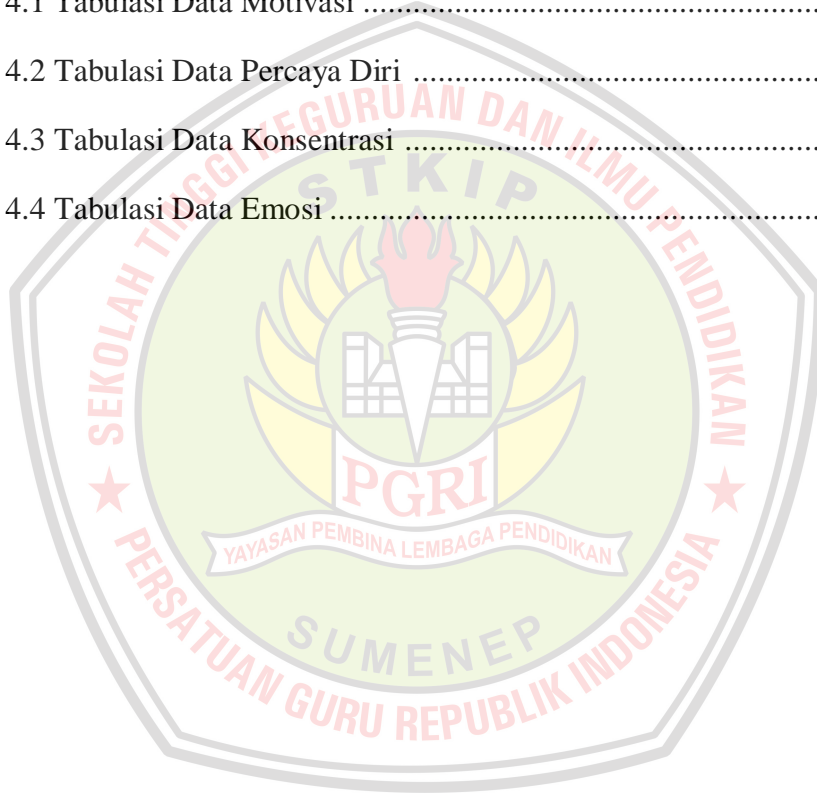 4.1 Tabulasi Data Motivasi ........................................................
4.2 Tabulasi Data Percaya Diri ..................................................
4.3 Tabulasi Data Konsentrasi ...................................................
4.4 Tabulasi Data Emosi ............................................................
SEKOLAH TINGGI KEGURUAN DAN ILMU PENDIDIKAN
STKIP
PGRI
YAYASAN PEMBINA LEMBAGA PENDIDIKAN
SUMENEP
PERSATUAN GURU REPUBLIK INDONESIA